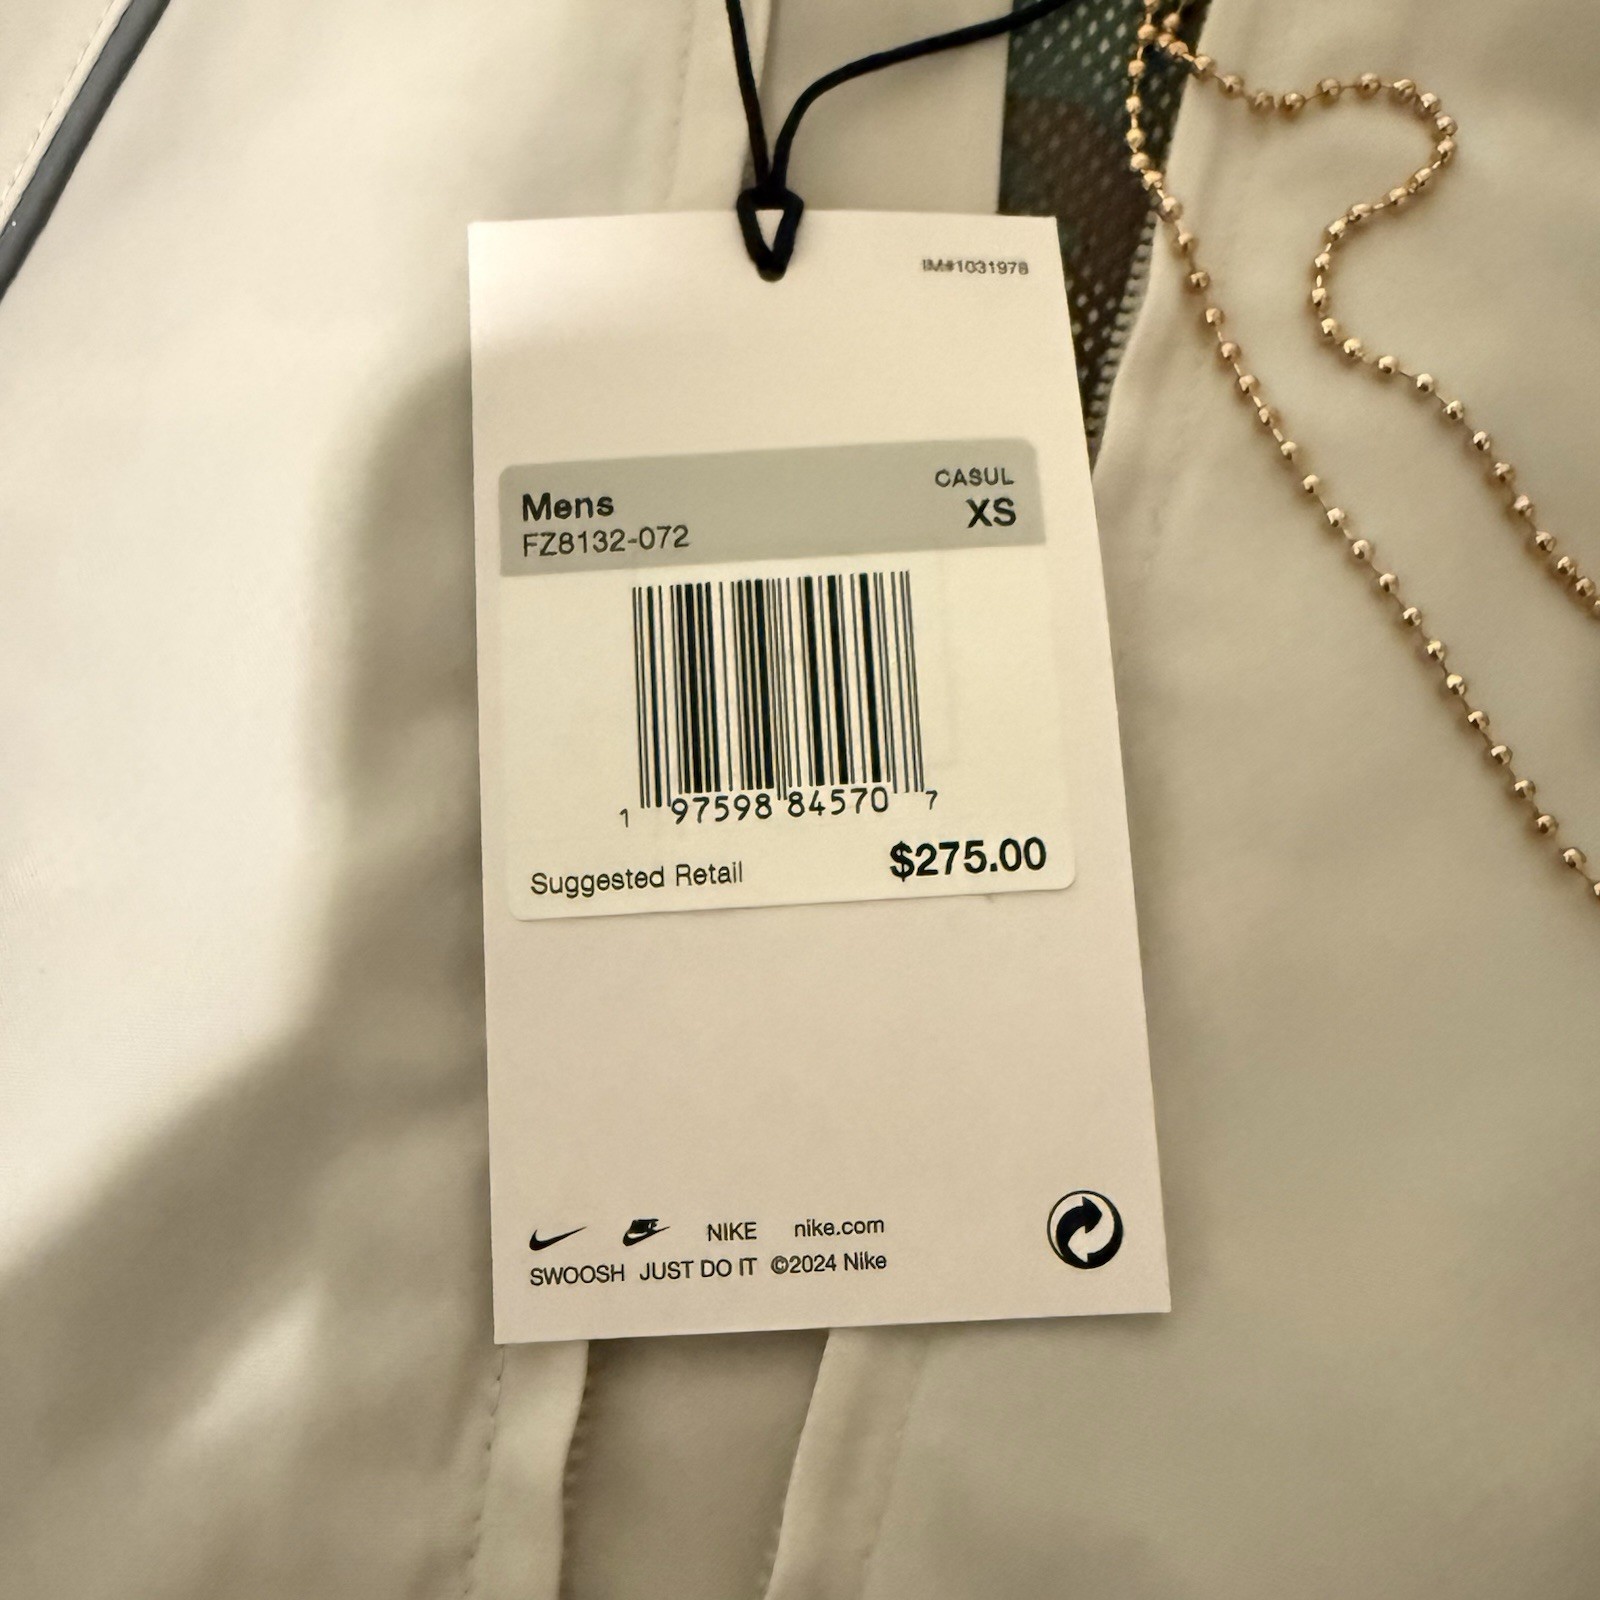 IM#1031978
Mens
CASUL
FZ8132-072
XS
1 97598 84570 7
Suggested Retail $275.00
NIKE nike.com
SWOOSH JUST DO IT ©2024 Nike